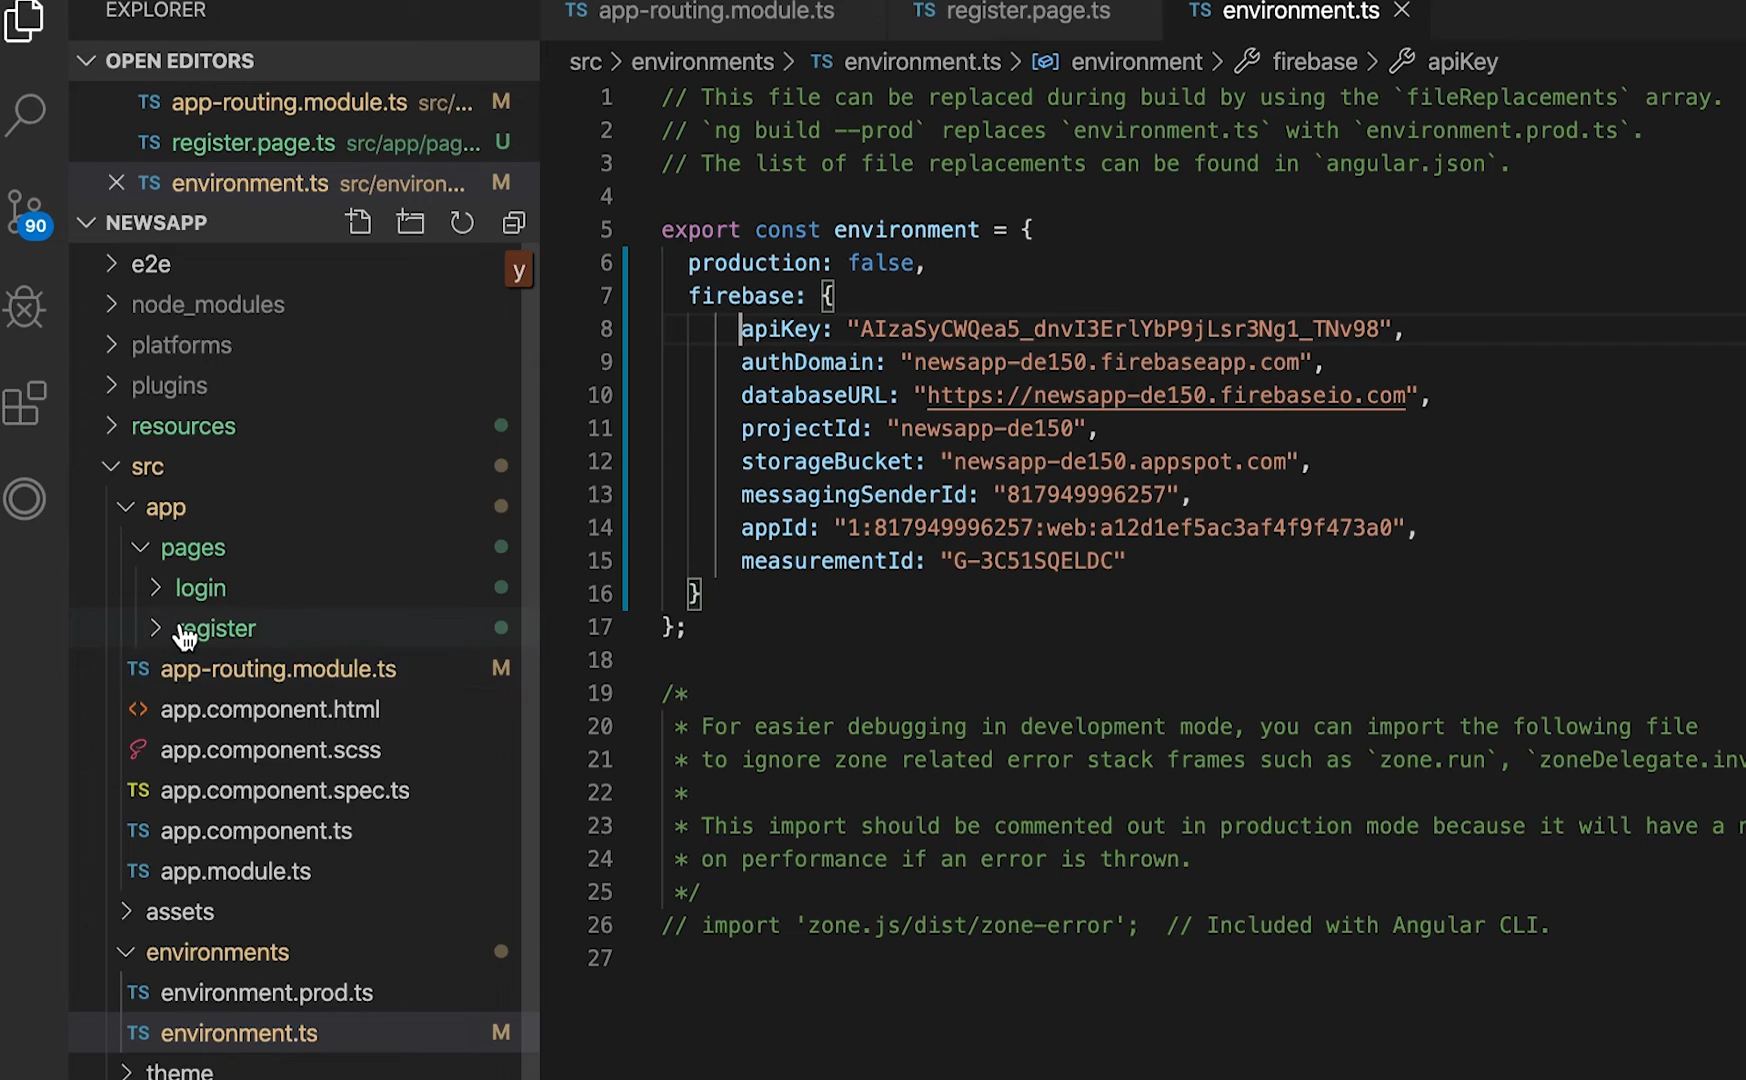 EXPLORER
OPEN EDITORS
TS app-routing.module.ts src/... M
TS register.page.ts src/app/pag... U
TS environment.ts src/environ... M
NEWSAPP
90
e2e
y
node_modules
platforms
plugins
resources
src
app
pages
login
register
TS app-routing.module.ts M
<> app.component.html
app.component.scss
TS app.component.spec.ts
TS app.component.ts
TS app.module.ts
assets
environments
TS environment.prod.ts
TS environment.ts M
theme
TS app-routing.module.ts TS register.page.ts TS environment.ts
src > environments > TS environment.ts > environment > firebase > apiKey
1 // This file can be replaced during build by using the `fileReplacements` array.
2 // `ng build --prod` replaces `environment.ts` with `environment.prod.ts`.
3 // The list of file replacements can be found in `angular.json`.
4
5 export const environment = {
6 production: false,
7 firebase: {
8 apiKey: "AIzaSyCWQea5_dnvI3ErlYbP9jLsr3Ng1_TNv98",
9 authDomain: "newsapp-de150.firebaseapp.com",
10 databaseURL: "https://newsapp-de150.firebaseio.com",
11 projectId: "newsapp-de150",
12 storageBucket: "newsapp-de150.appspot.com",
13 messagingSenderId: "817949996257",
14 appId: "1:817949996257:web:a12d1ef5ac3af4f9f473a0",
15 measurementId: "G-3C51SQELDC"
16 }
17 };
18
19 /*
20 * For easier debugging in development mode, you can import the following file
21 * to ignore zone related error stack frames such as `zone.run`, `zoneDelegate.inv
22 *
23 * This import should be commented out in production mode because it will have a
24 * on performance if an error is thrown.
25 */
26 // import 'zone.js/dist/zone-error'; // Included with Angular CLI.
27